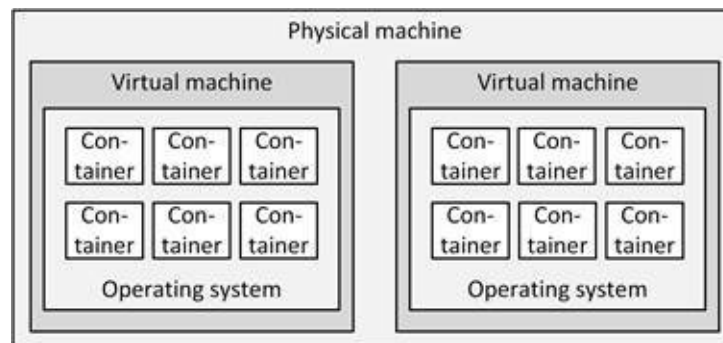 Physical machine
Virtual machine
Virtual machine
Con-
tainer
Con-
tainer
Con-
tainer
Con-
tainer
Con-
tainer
Con-
tainer
Operating system
Con-
tainer
Con-
tainer
Con-
tainer
Con-
tainer
Con-
tainer
Con-
tainer
Operating system